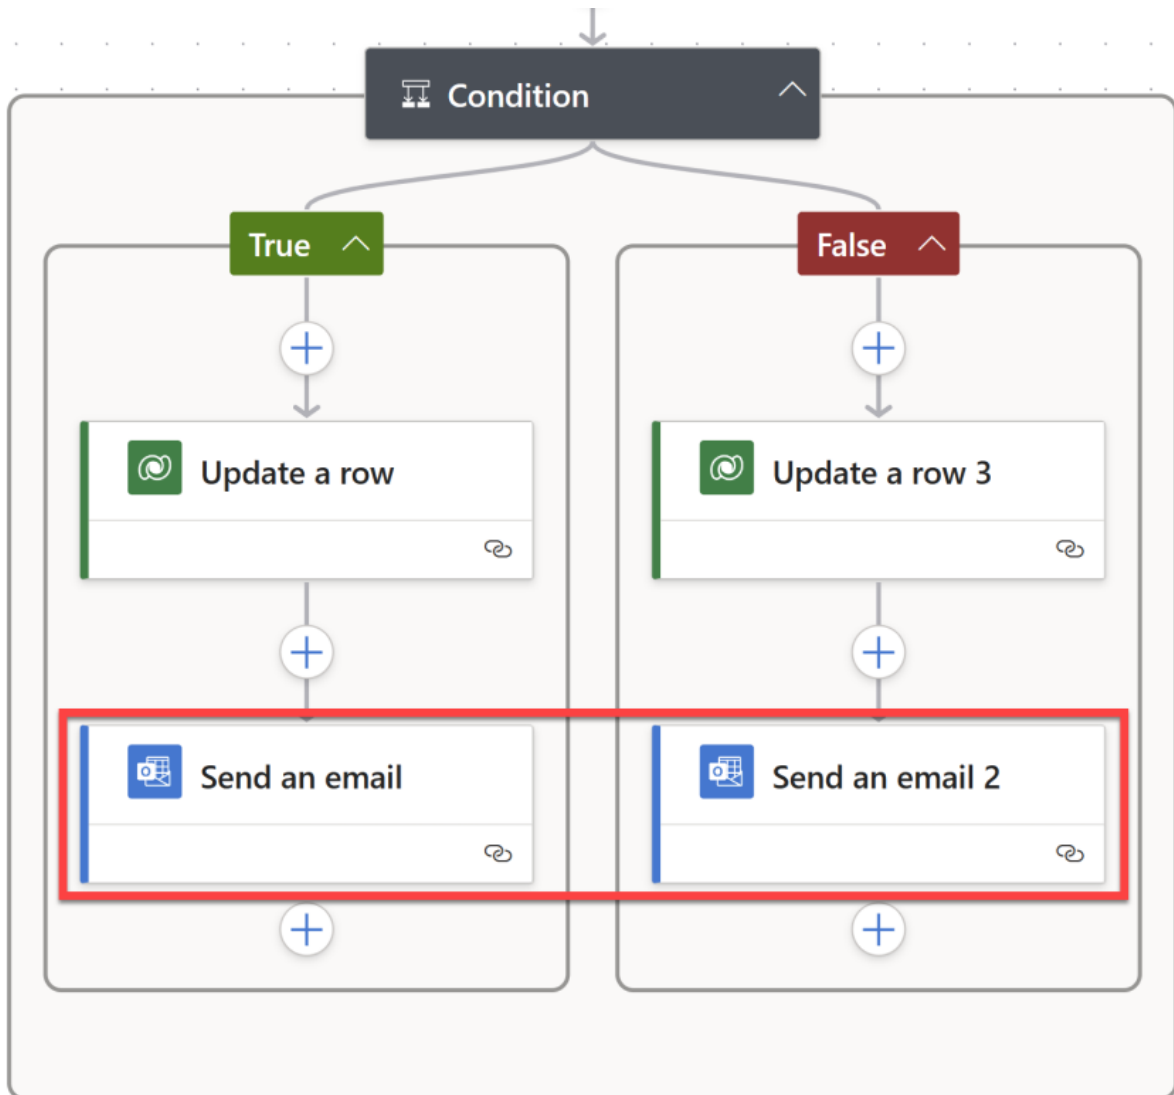 Condition
True
False
Update a row
Update a row 3
Send an email
Send an email 2